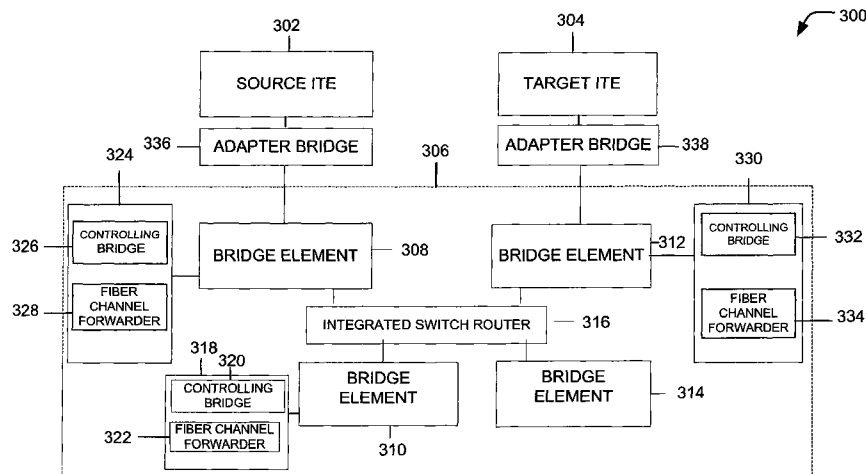 300
302
304
SOURCE ITE
TARGET ITE
336
ADAPTER BRIDGE
ADAPTER BRIDGE
338
324
306
330
326
CONTROLLING
BRIDGE
BRIDGE ELEMENT
308
BRIDGE ELEMENT
312
CONTROLLING
BRIDGE
332
328
FIBER
CHANNEL
FORWARDER
INTEGRATED SWITCH ROUTER
316
FIBER
CHANNEL
FORWARDER
334
318
320
CONTROLLING
BRIDGE
322
FIBER CHANNEL
FORWARDER
BRIDGE
ELEMENT
310
BRIDGE
ELEMENT
314